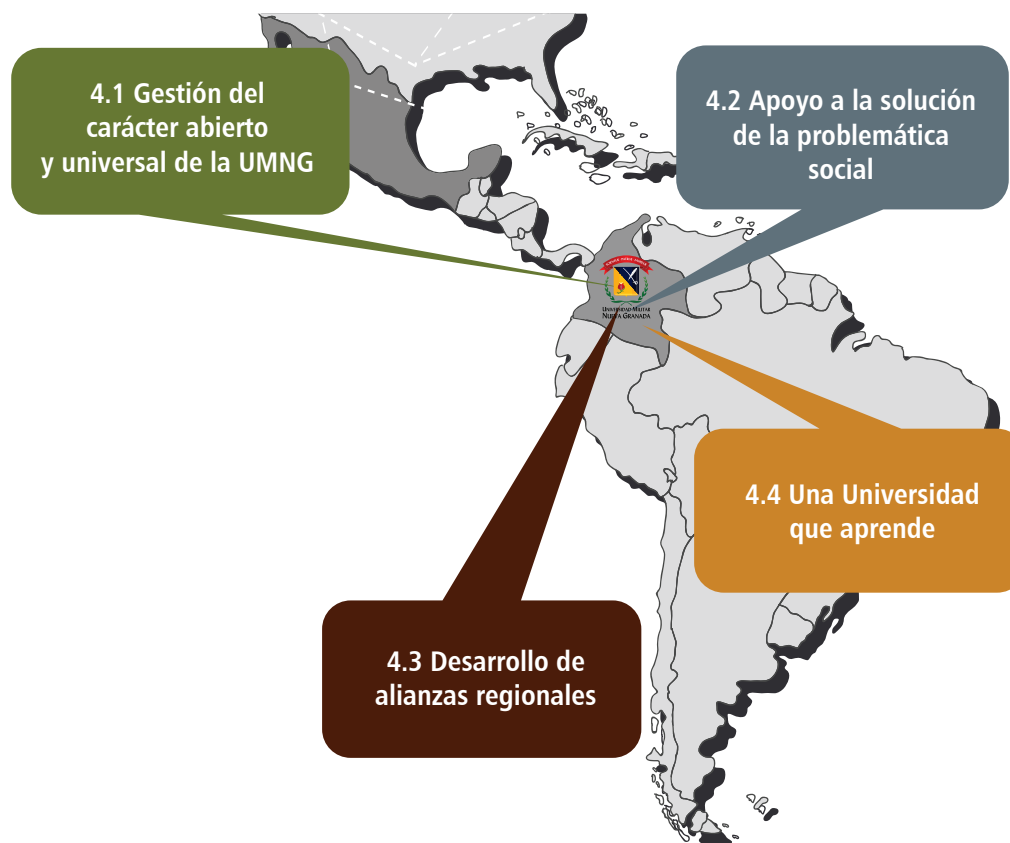 4.1 Gestión del
carácter abierto
y universal de la UMNG
4.2 Apoyo a la solución
de la problemática
social
UNIVERSIDAD MILITAR
NUEVA GRANADA
4.4 Una Universidad
que aprende
4.3 Desarrollo de
alianzas regionales